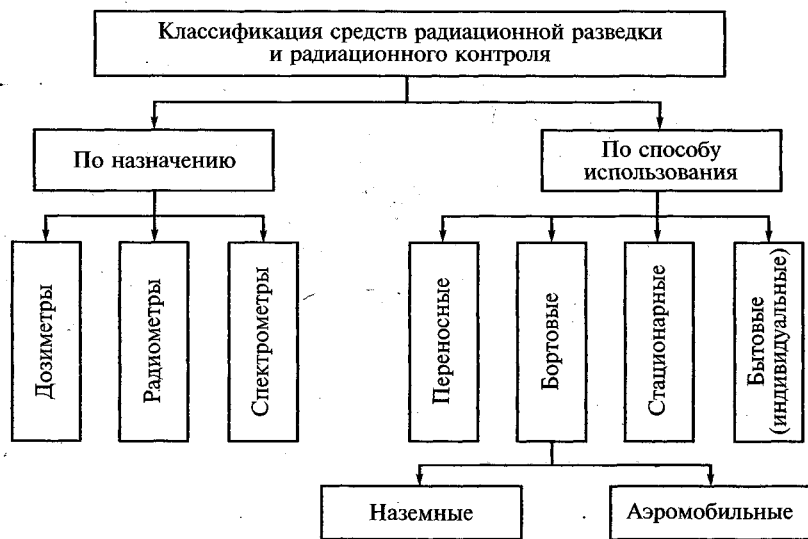 Классификация средств радиационной разведки
и радиационного контроля
По назначению
По способу
использования
Дозиметры
Радиометры
Спектрометры
Переносные
Бортовые
Стационарные
Бытовые
(индивидуальные)
Наземные
Аэромобильные